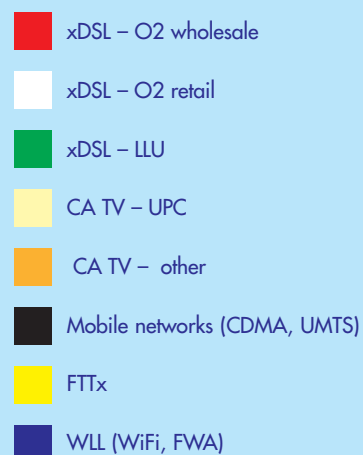 xDSL – O2 wholesale
xDSL – O2 retail
xDSL – LLU
CA TV – UPC
CA TV – other
Mobile networks (CDMA, UMTS)
FTTx
WLL (WiFi, FWA)